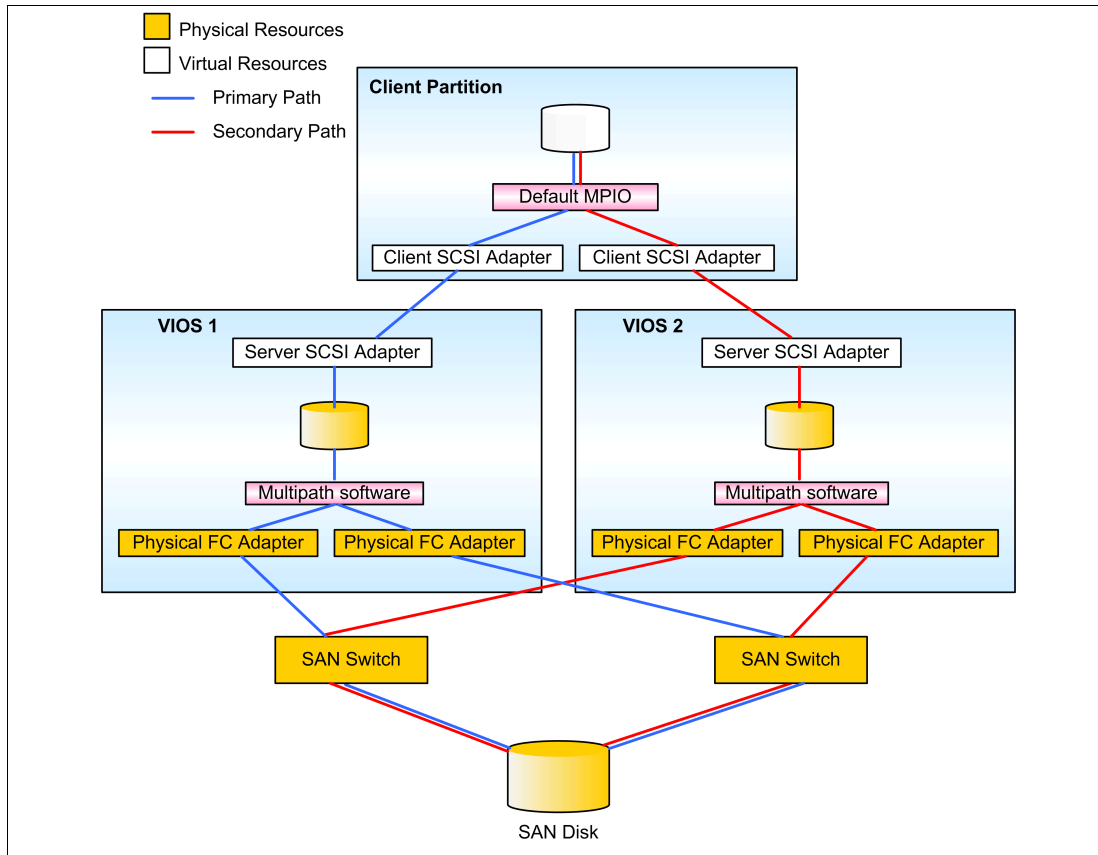 Physical Resources
Virtual Resources
Primary Path
Secondary Path
Client Partition
Default MPIO
Client SCSI Adapter
Client SCSI Adapter
VIOS 1
VIOS 2
Server SCSI Adapter
Server SCSI Adapter
Multipath software
Multipath software
Physical FC Adapter
Physical FC Adapter
Physical FC Adapter
Physical FC Adapter
SAN Switch
SAN Switch
SAN Disk